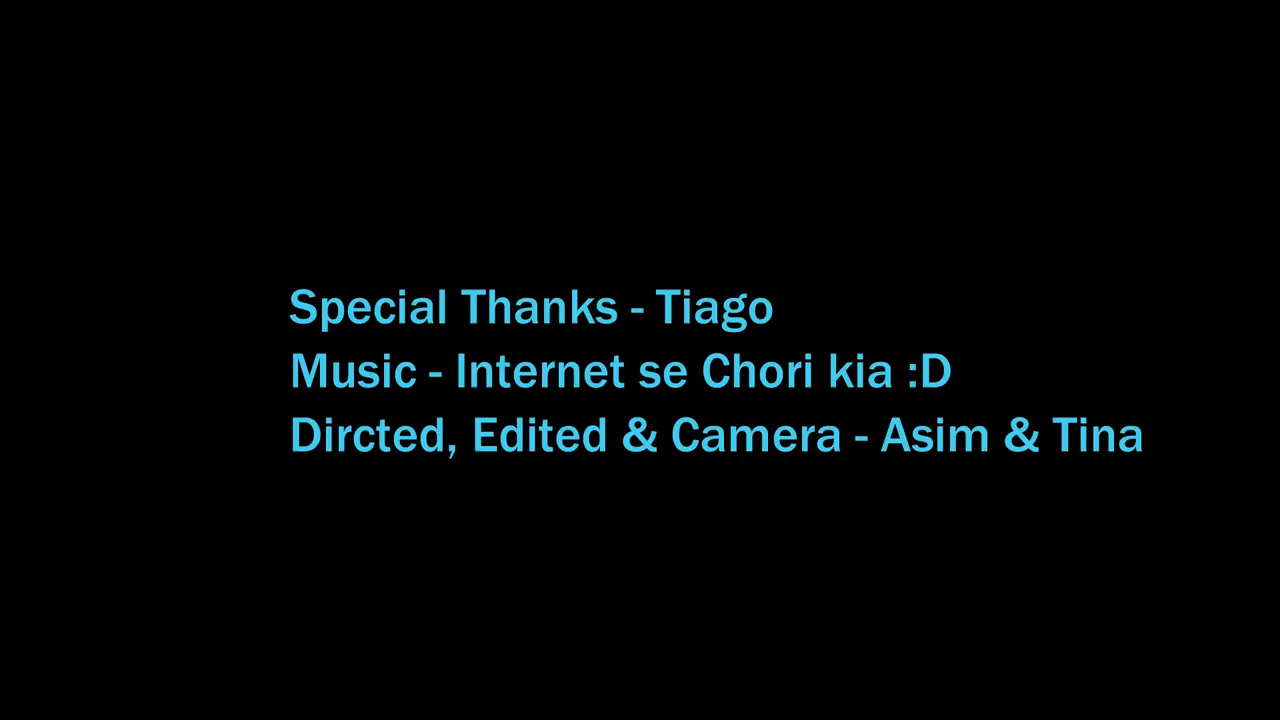 Special Thanks - Tiago
Music - Internet se Chori kia :D
Dircted, Edited & Camera - Asim & Tina